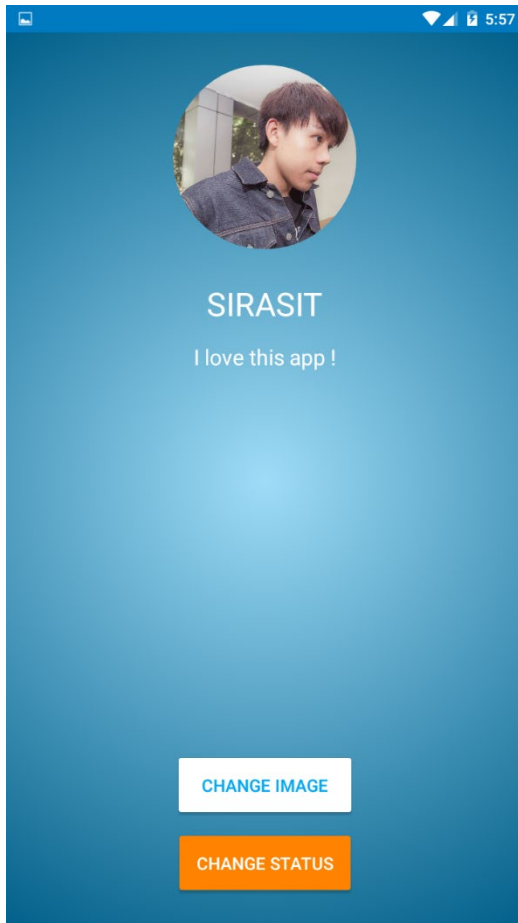 5:57
SIRASIT
I love this app !
CHANGE IMAGE
CHANGE STATUS